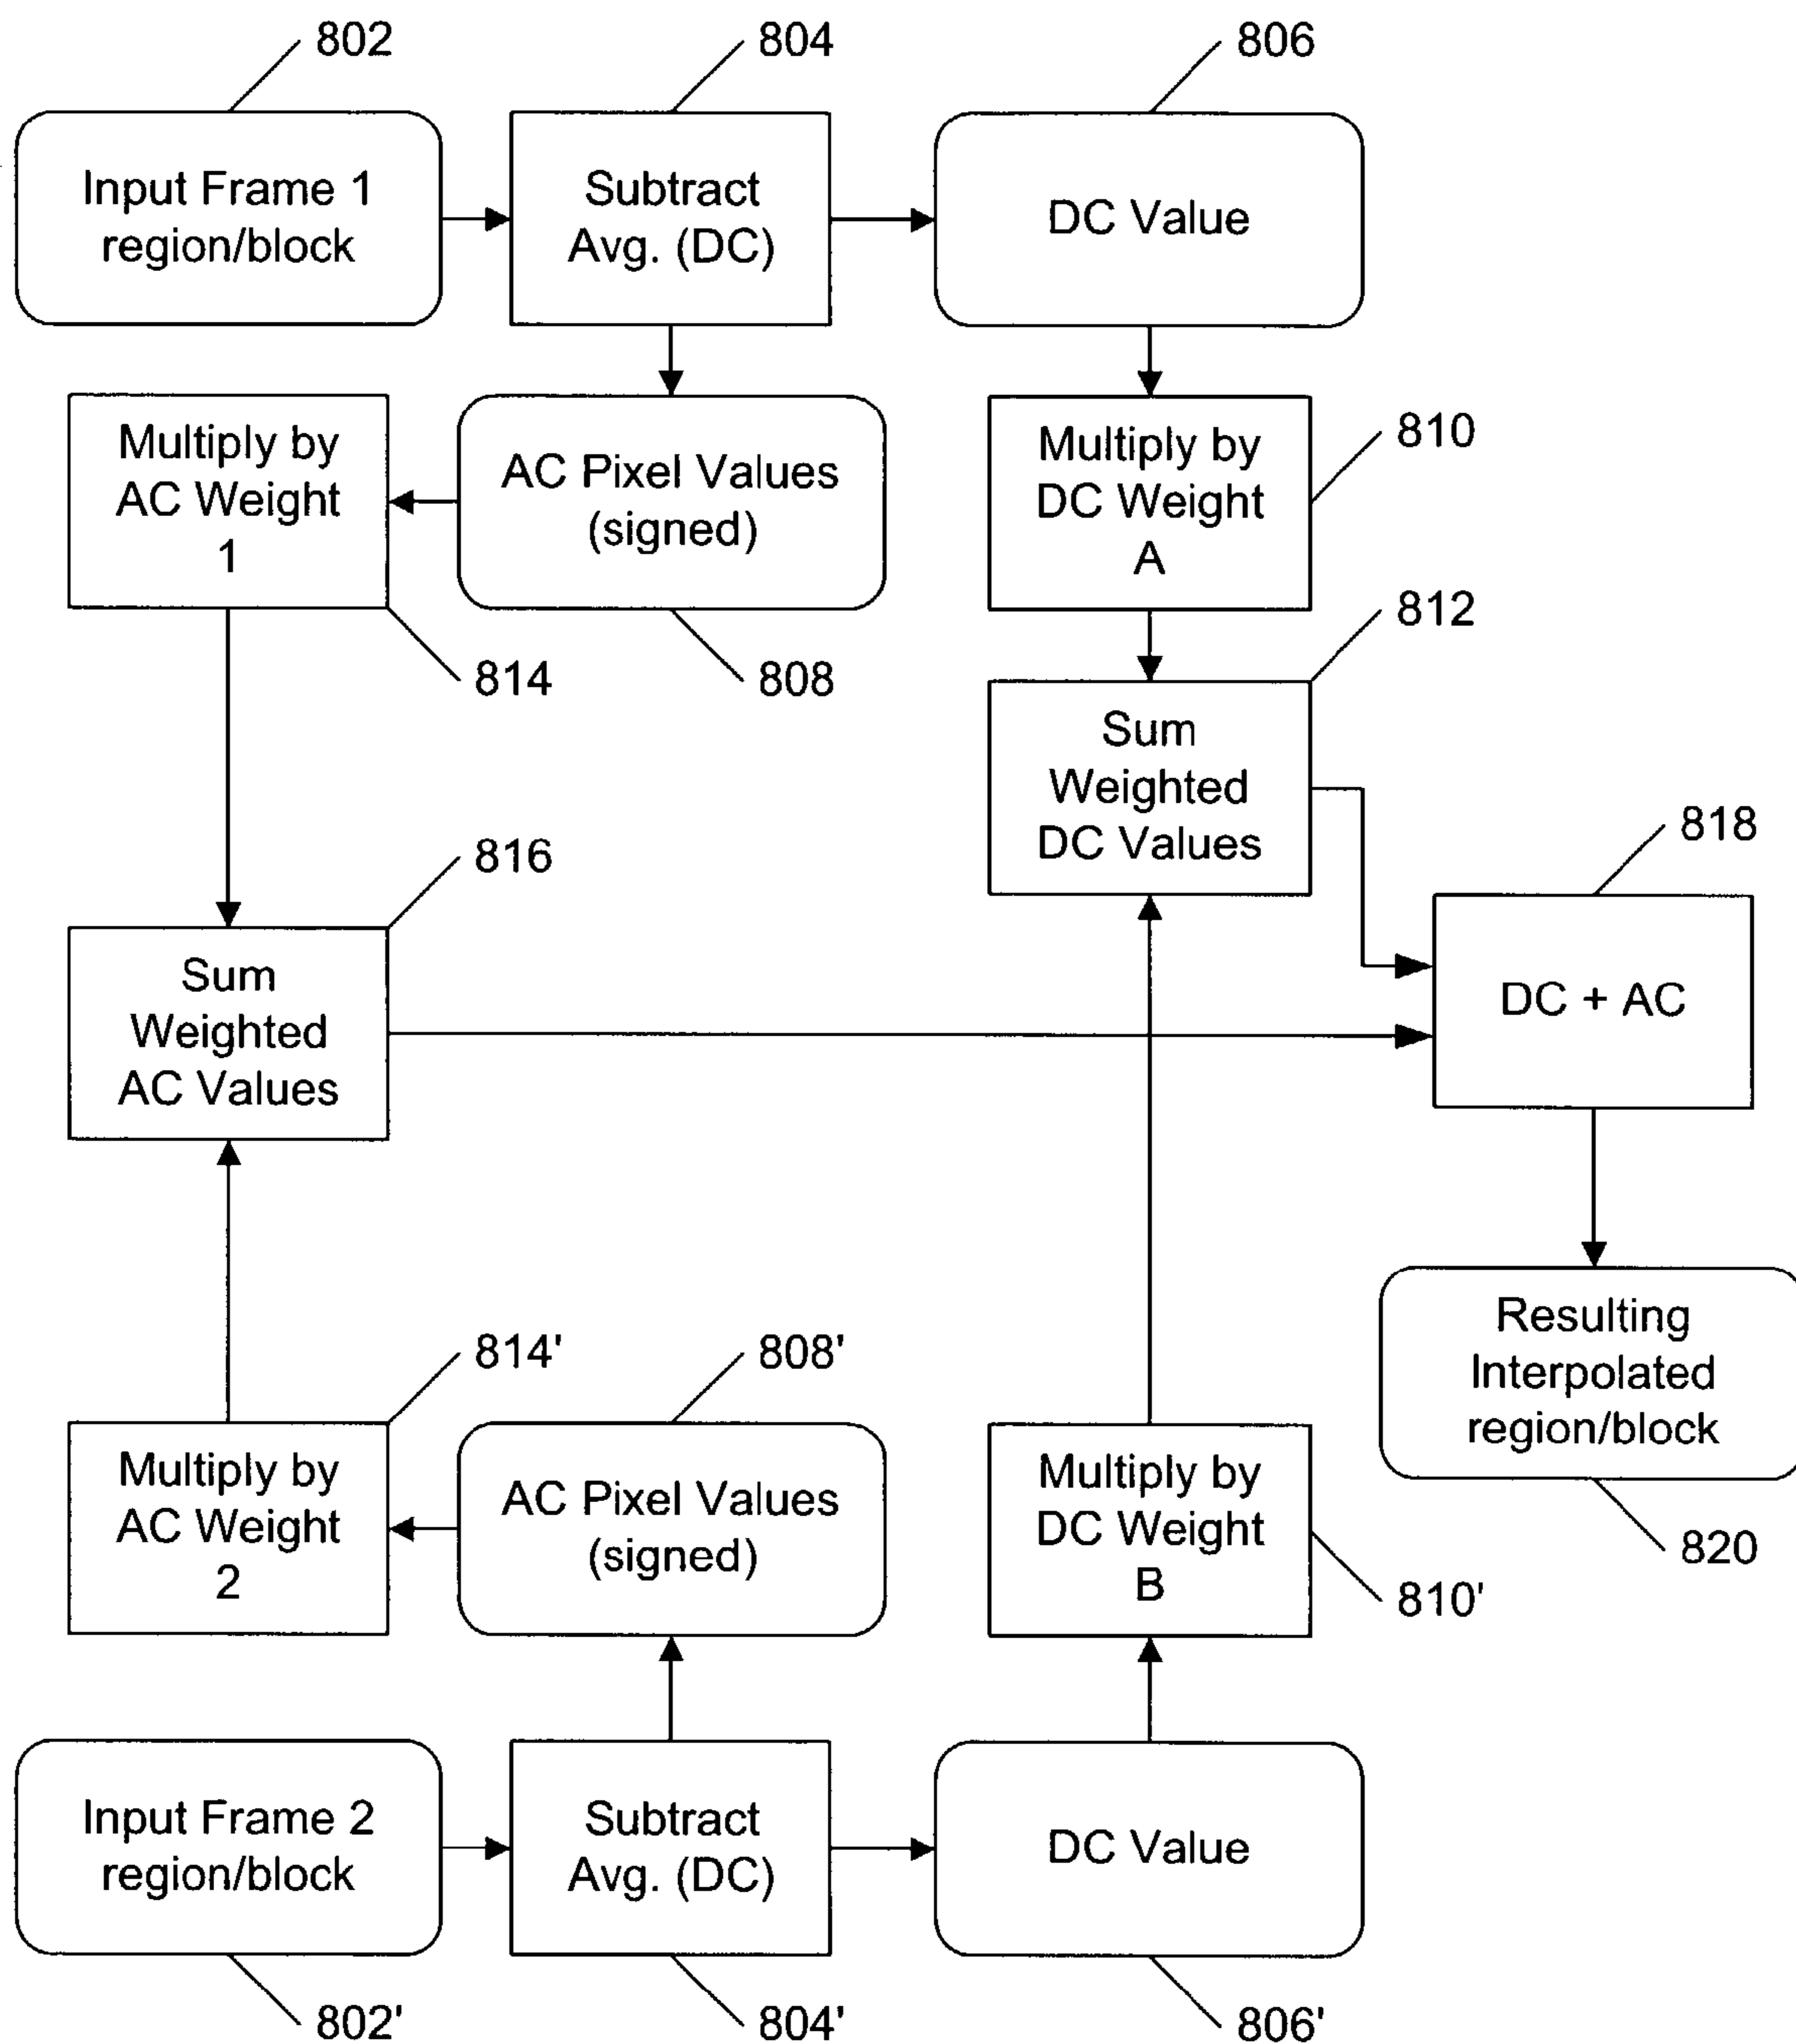 802
804
806
Input Frame 1
region/block
Subtract
Avg. (DC)
DC Value
Multiply by
AC Weight
1
AC Pixel Values
(signed)
Multiply by
DC Weight
A
810
814
808
812
Sum
Weighted
DC Values
816
818
Sum
Weighted
AC Values
DC + AC
814'
808'
Resulting
Interpolated
region/block
Multiply by
AC Weight
2
AC Pixel Values
(signed)
Multiply by
DC Weight
B
820
810'
Input Frame 2
region/block
Subtract
Avg. (DC)
DC Value
802'
804'
806'